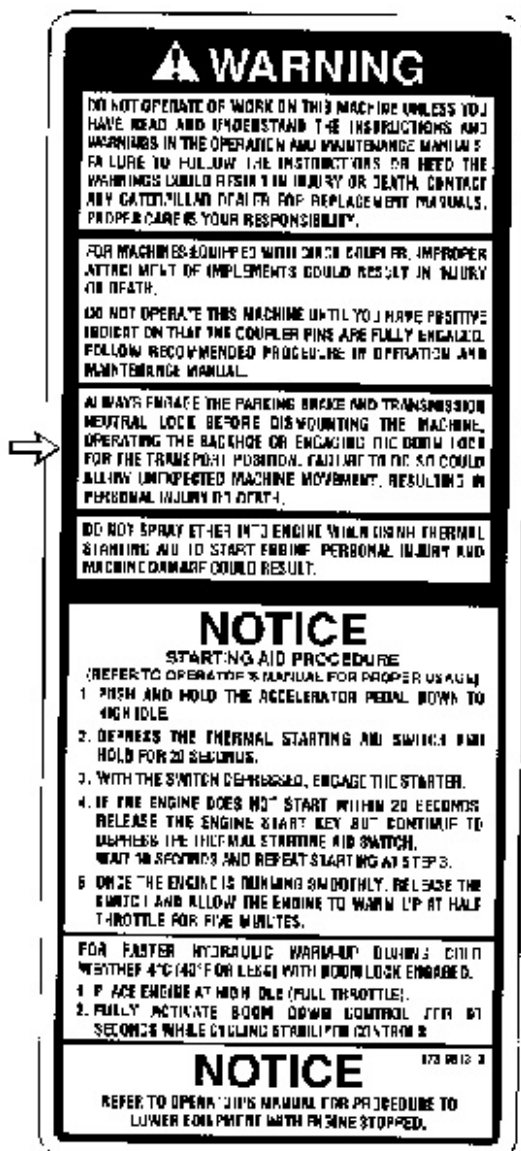 WARNING
DO NOT OPERATE OR WORK ON THIS MACHINE UNLESS YOU
HAVE READ AND UNDERSTAND THE INSTRUCTIONS AND
WARNINGS IN THE OPERATION AND MAINTENANCE MANUALS.
FAILURE TO FOLLOW THE INSTRUCTIONS OR HEED THE
WARNINGS COULD RESULT IN INJURY OR DEATH. CONTACT
ANY CATERPILLAR DEALER FOR REPLACEMENT MANUALS.
PROPER CARE IS YOUR RESPONSIBILITY.
FOR MACHINES EQUIPPED WITH QUICK COUPLER, IMPROPER
ATTACHMENT OF IMPLEMENTS COULD RESULT IN INJURY
OR DEATH.
DO NOT OPERATE THIS MACHINE UNTIL YOU HAVE POSITIVE
INDICATION THAT THE COUPLER PINS ARE FULLY ENGAGED.
FOLLOW RECOMMENDED PROCEDURE IN OPERATION AND
MAINTENANCE MANUAL.
ALWAYS ENGAGE THE PARKING BRAKE AND TRANSMISSION
NEUTRAL LOCK BEFORE DISMOUNTING THE MACHINE,
OPERATING THE BACKHOE OR ENGAGING THE BOOM LOCK
FOR THE TRANSPORT POSITION. FAILURE TO DO SO COULD
ALLOW UNEXPECTED MACHINE MOVEMENT, RESULTING IN
PERSONAL INJURY OR DEATH.
DO NOT SPRAY ETHER INTO ENGINE WHEN USING THERMAL
STARTING AID TO START ENGINE. PERSONAL INJURY AND
MACHINE DAMAGE COULD RESULT.
NOTICE
STARTING AID PROCEDURE
(REFER TO OPERATOR'S MANUAL FOR PROPER USAGE)
1. PUSH AND HOLD THE ACCELERATOR PEDAL DOWN TO
HIGH IDLE.
2. DEPRESS THE THERMAL STARTING AID SWITCH AND
HOLD FOR 20 SECONDS.
3. WITH THE SWITCH DEPRESSED, ENGAGE THE STARTER.
4. IF THE ENGINE DOES NOT START WITHIN 20 SECONDS
RELEASE THE ENGINE START KEY BUT CONTINUE TO
DEPRESS THE THERMAL STARTING AID SWITCH.
WAIT 10 SECONDS AND REPEAT STARTING AT STEP 3.
5. ONCE THE ENGINE IS RUNNING SMOOTHLY, RELEASE THE
SWITCH AND ALLOW THE ENGINE TO WARM UP AT HALF
THROTTLE FOR FIVE MINUTES.
FOR FASTER HYDRAULIC WARM-UP DURING COLD
WEATHER 4°C (40°F OR LESS) WITH BOOM LOCK ENGAGED.
1. PLACE ENGINE AT HIGH IDLE (FULL THROTTLE).
2. FULLY ACTIVATE BOOM DOWN CONTROL FOR
SECONDS WHILE CYCLING STABILIZER CONTROLS
NOTICE
REFER TO OPERATOR'S MANUAL FOR PROCEDURE TO
LOWER EQUIPMENT WITH ENGINE STOPPED.